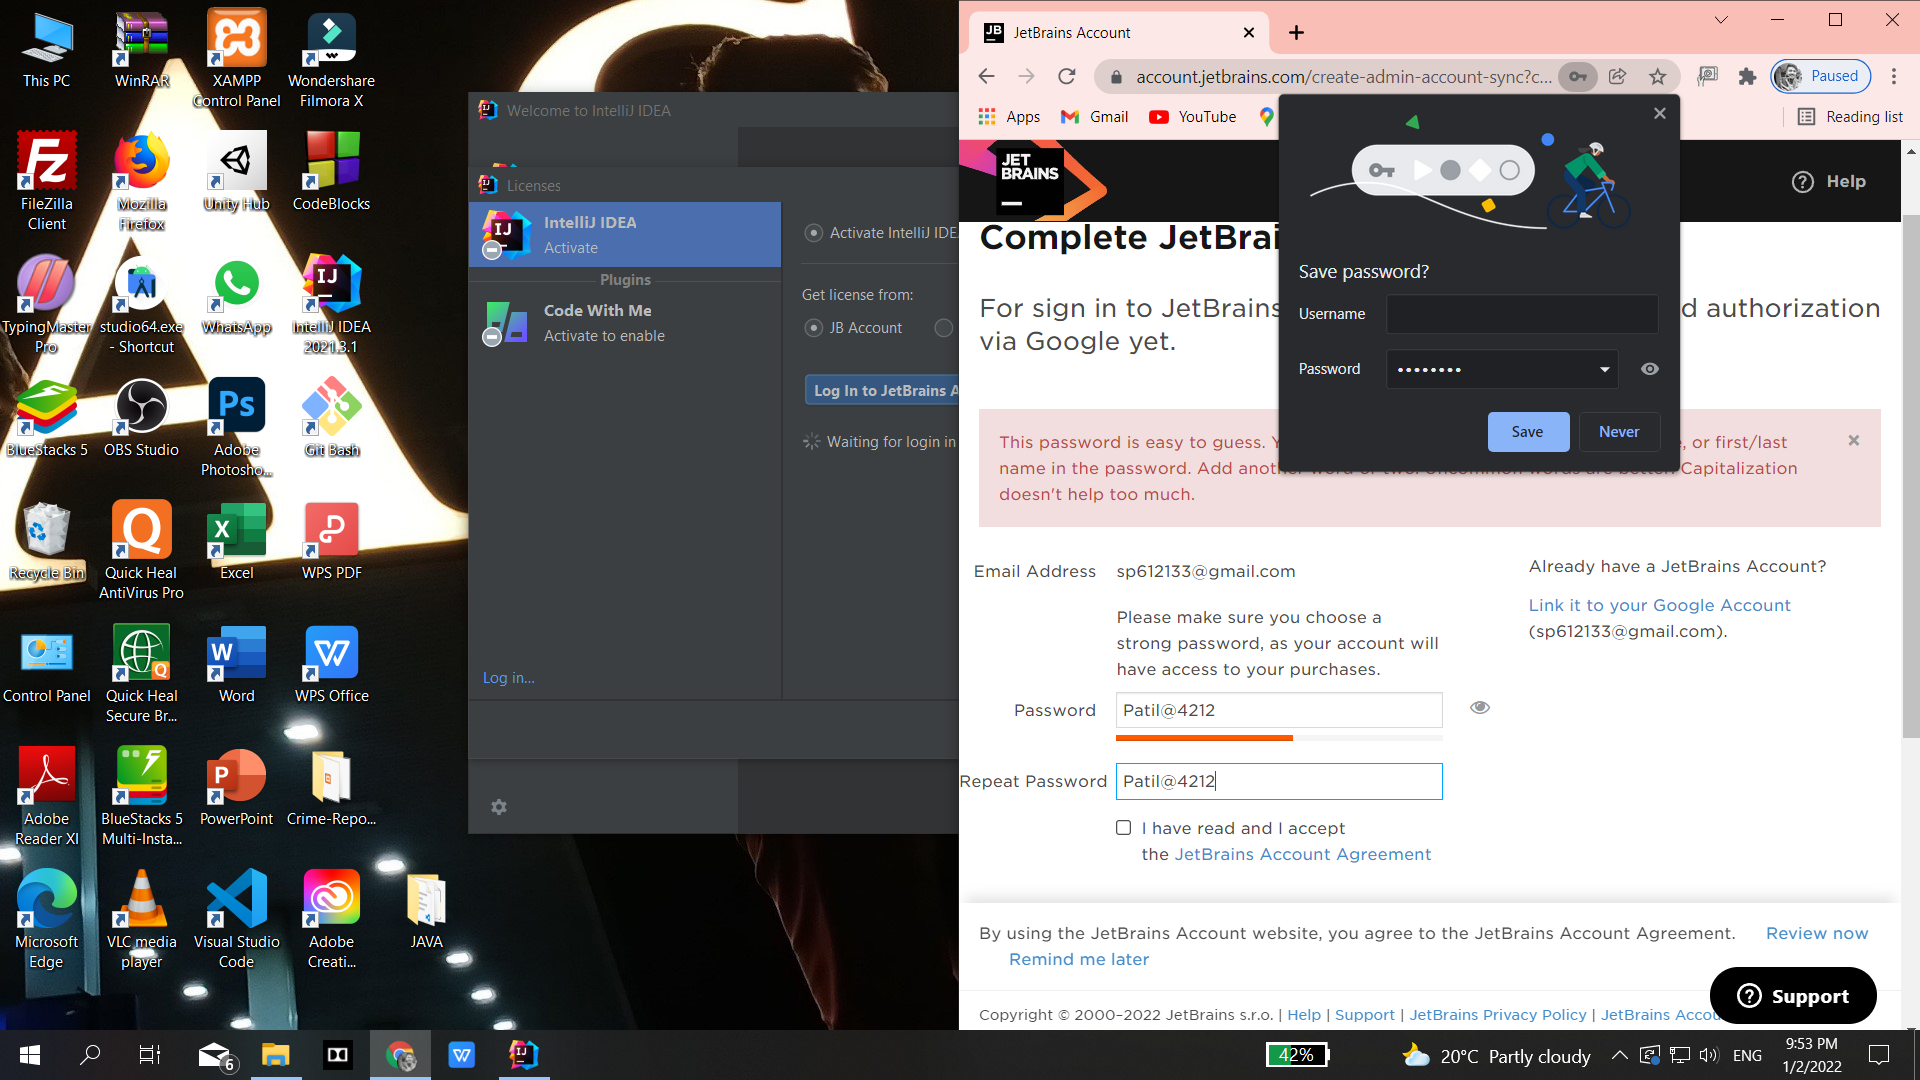 This PC
WinRAR
XAMPP
Control Panel
Wondershare
Filmora X
FileZilla
Client
Mozilla
Firefox
Unity Hub
CodeBlocks
TypingMaster
Pro
studio64.exe
- Shortcut
WhatsApp
IntelliJ IDEA
2021.3.1
BlueStacks 5
OBS Studio
Adobe
Photosho...
Git Bash
Recycle Bin
Quick Heal
AntiVirus Pro
Excel
WPS PDF
Control Panel
Quick Heal
Secure Br...
Word
WPS Office
Adobe
Reader XI
BlueStacks 5
Multi-Insta...
PowerPoint
Crime-Repo...
Microsoft
Edge
VLC media
player
Visual Studio
Code
Adobe
Creati...
JAVA
Welcome to IntelliJ IDEA
Licenses
IntelliJ IDEA
Activate
Plugins
Code With Me
Activate to enable
Log in...
Activate IntelliJ IDE
Get license from:
JB Account
Log In to JetBrains A
Waiting for login in
JetBrains Account
account.jetbrains.com/create-admin-account-sync?c...
Paused
Apps
Gmail
YouTube
Reading list
JET
BRAINS
Help
Complete JetBrai
For sign in to JetBrains
d authorization
via Google yet.
Save password?
Username
Password ••••••••
Save
Never
This password is easy to guess. Y
, or first/last
name in the password. Add anoth
Capitalization
doesn't help too much.
Email Address
sp612133@gmail.com
Please make sure you choose a
strong password, as your account will
have access to your purchases.
Password
Patil@4212
Repeat Password
Patil@4212
I have read and I accept
the JetBrains Account Agreement
Already have a JetBrains Account?
Link it to your Google Account
(sp612133@gmail.com).
By using the JetBrains Account website, you agree to the JetBrains Account Agreement.
Review now
Remind me later
Support
Copyright © 2000–2022 JetBrains s.r.o. | Help | Support | JetBrains Privacy Policy | JetBrains Accou
6
42%
20°C Partly cloudy
ENG
9:53 PM
1/2/2022